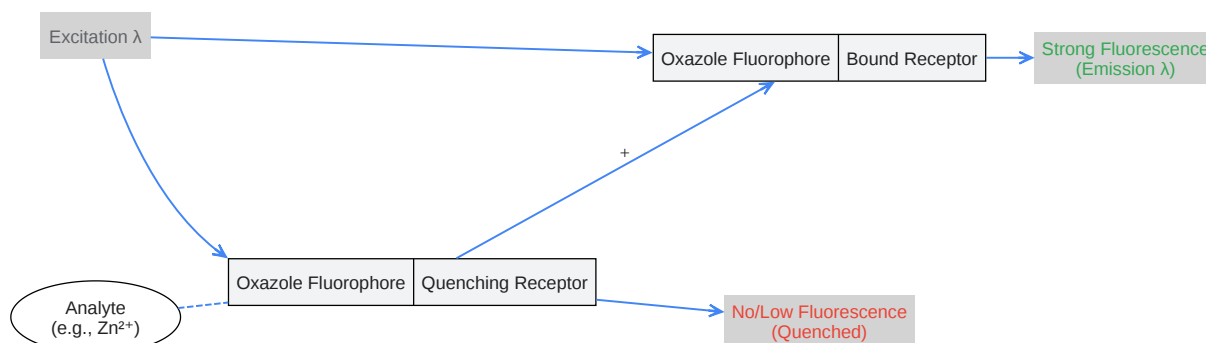 Excitation λ
Oxazole Fluorophore
Bound Receptor
Strong Fluorescence
(Emission λ)
+
Oxazole Fluorophore
Quenching Receptor
Analyte
(e.g., Zn²⁺)
No/Low Fluorescence
(Quenched)